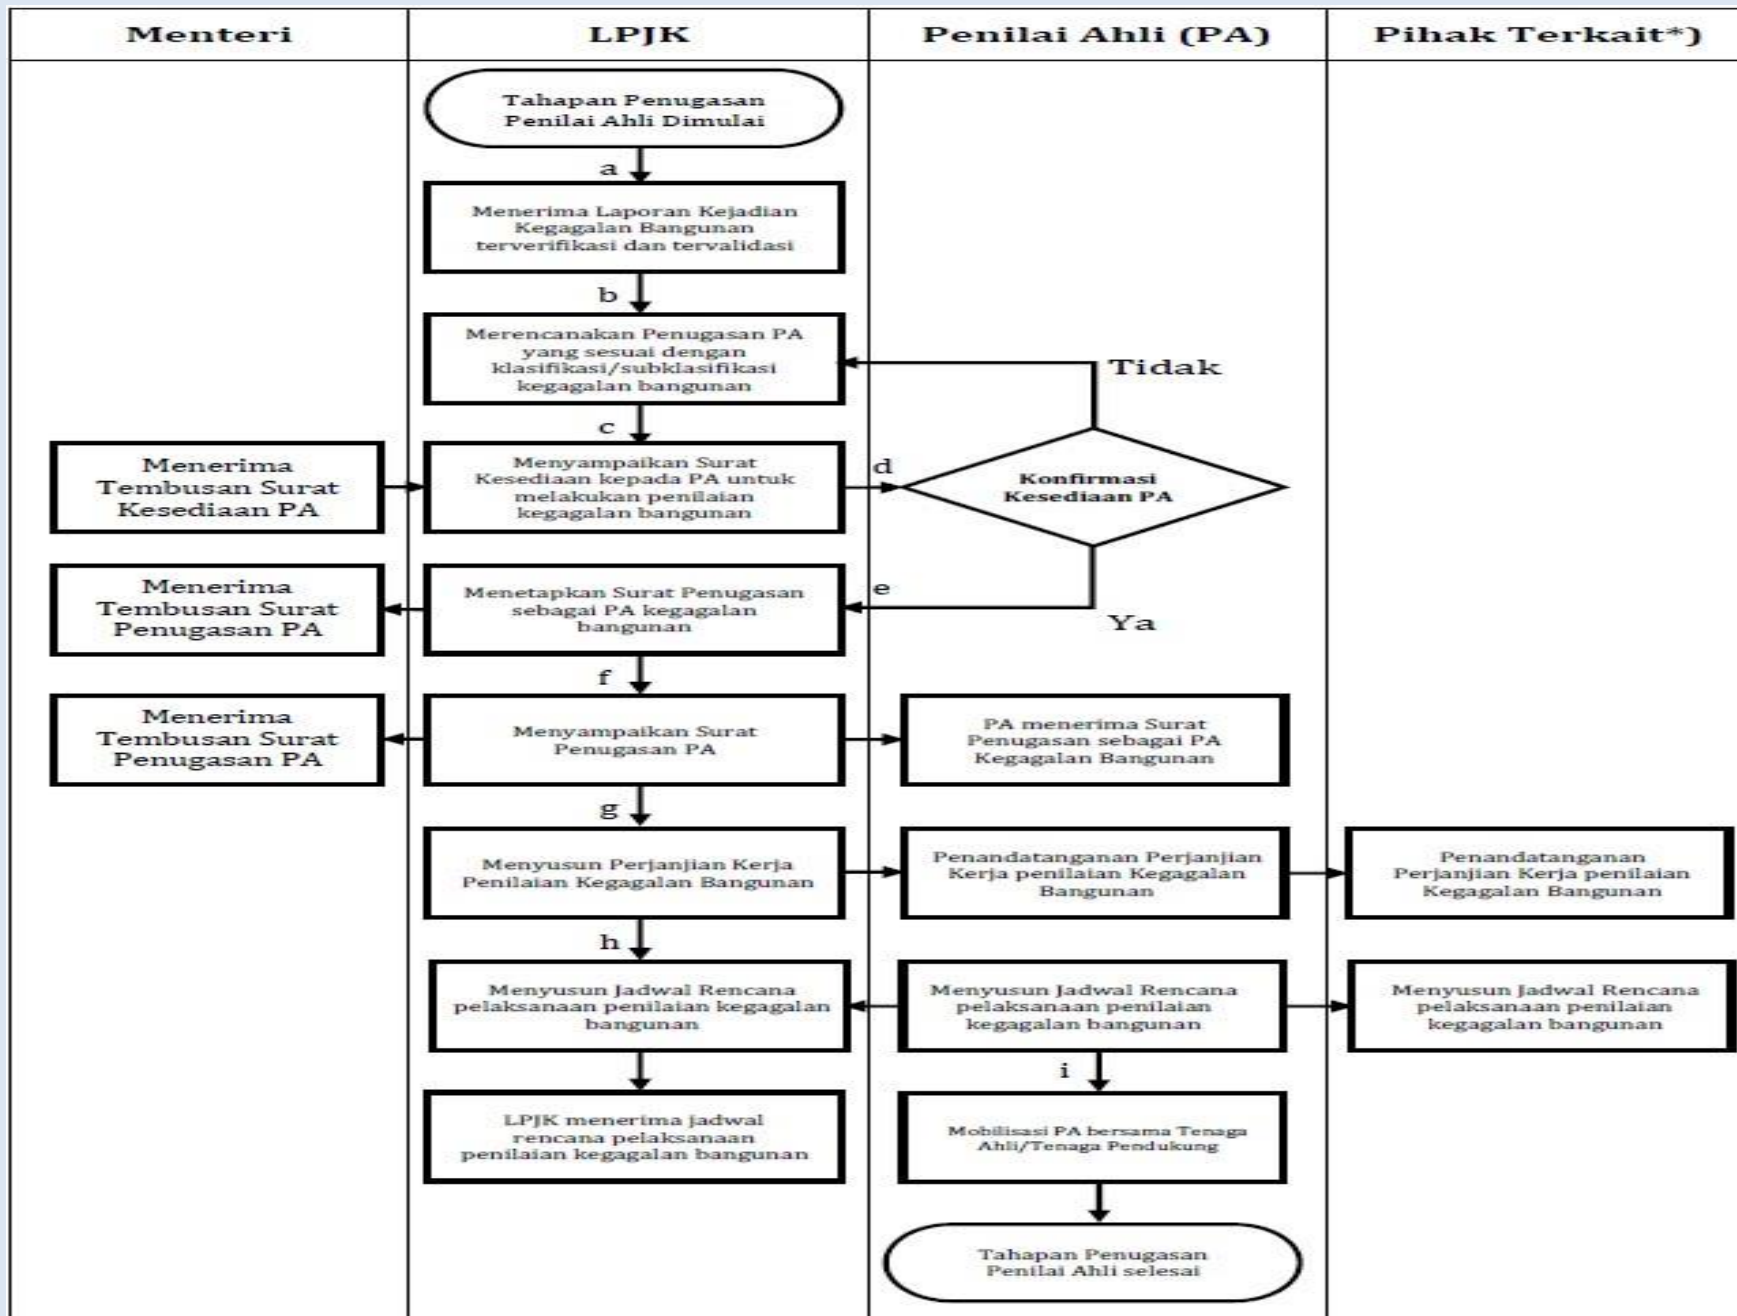 Menteri
LPJK
Penilai Ahli (PA)
Pihak Terkait*)
Tahapan Penugasan
Penilai Ahli Dimulai
a
Menerima Laporan Kejadian
Kegagalan Bangunan
terverifikasi dan tervalidasi
b
Merencanakan Penugasan PA
yang sesuai dengan
klasifikasi/subklasifikasi
kegagalan bangunan
Tidak
c
Menerima
Tembusan Surat
Kesediaan PA
Menyampaikan Surat
Kesediaan kepada PA untuk
melakukan penilaian
kegagalan bangunan
d
Konfirmasi
Kesediaan PA
Menerima
Tembusan Surat
Penugasan PA
Menetapkan Surat Penugasan
sebagai PA kegagalan
bangunan
e
Ya
f
Menerima
Tembusan Surat
Penugasan PA
Menyampaikan Surat
Penugasan PA
PA menerima Surat
Penugasan sebagai PA
Kegagalan Bangunan
g
Menyusun Perjanjian Kerja
Penilaian Kegagalan Bangunan
Penandatanganan Perjanjian
Kerja penilaian Kegagalan
Bangunan
Penandatanganan
Perjanjian Kerja penilaian
Kegagalan Bangunan
h
Menyusun Jadwal Rencana
pelaksanaan penilaian kegagalan
bangunan
Menyusun Jadwal Rencana
pelaksanaan penilaian
kegagalan bangunan
Menyusun Jadwal Rencana
pelaksanaan penilaian
kegagalan bangunan
i
LPJK menerima jadwal
rencana pelaksanaan
penilaian kegagalan bangunan
Mobilisasi PA bersama Tenaga
Ahli/Tenaga Pendukung
Tahapan Penugasan
Penilai Ahli selesai